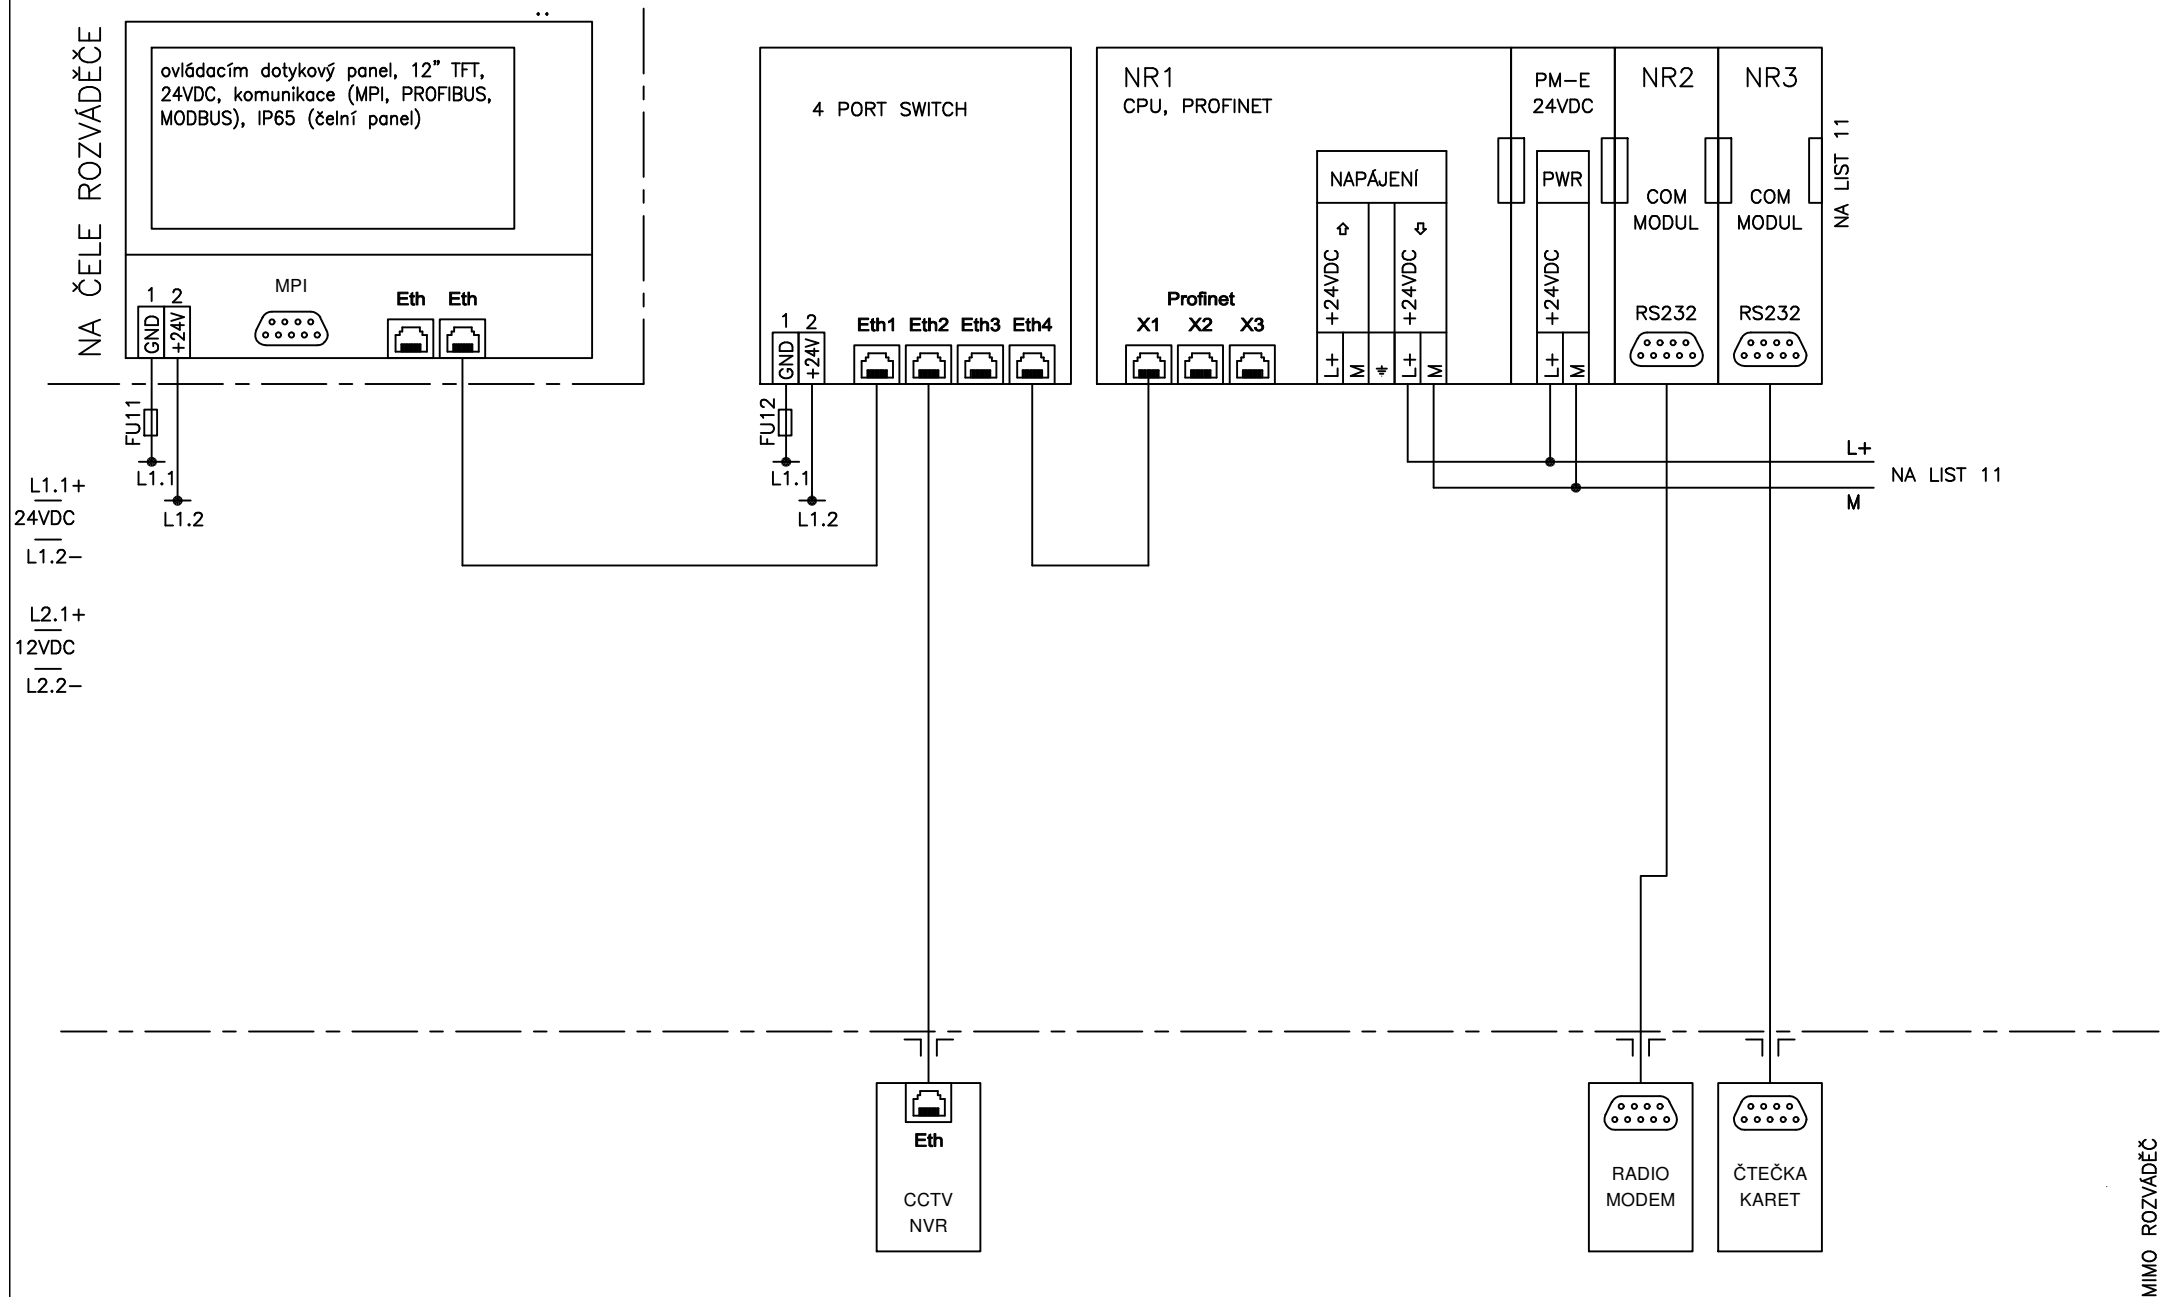 NA ČELE ROZVÁDĚČE
ovládacím dotykový panel, 12" TFT,
24VDC, komunikace (MPI, PROFIBUS,
MODBUS), IP65 (čelní panel)
1 2
GND
+24V
MPI
Eth Eth
FU11
L1.1
L1.2
L1.1+
24VDC
L1.2-
L2.1+
12VDC
L2.2-
4 PORT SWITCH
1 2
GND
+24V
Eth1 Eth2 Eth3 Eth4
FU12
L1.1
L1.2
NR1
CPU, PROFINET
Profinet
X1 X2 X3
NAPÁJENÍ
+24VDC
+24VDC
L+
M
L+
M
PM-E
24VDC
PWR
+24VDC
L+
M
NR2
COM
MODUL
RS232
NR3
COM
MODUL
RS232
NA LIST 11
L+
NA LIST 11
M
Eth
CCTV
NVR
RADIO
MODEM
ČTEČKA
KARET
MIMO ROZVÁDĚČ